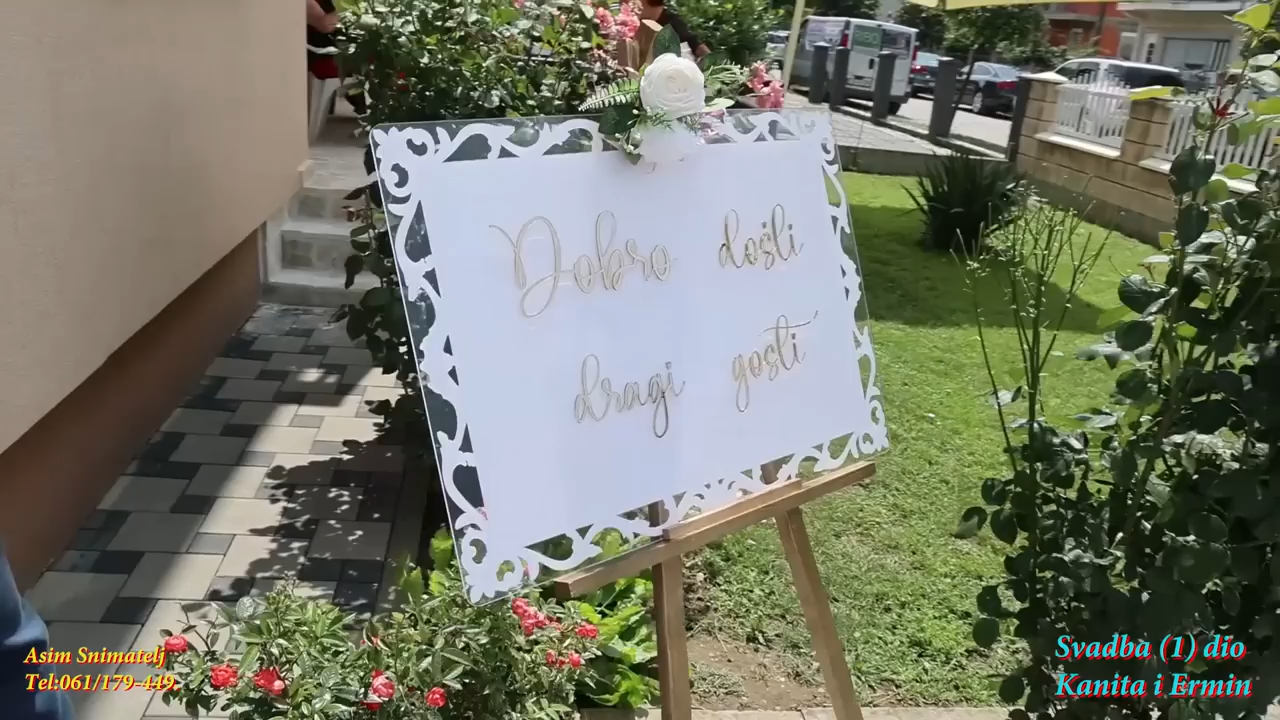 Dobro došli
dragi gosti
Asim Snimatelj
Tel:061/179-449
Svadba (1) dio
Kanita i Ermin